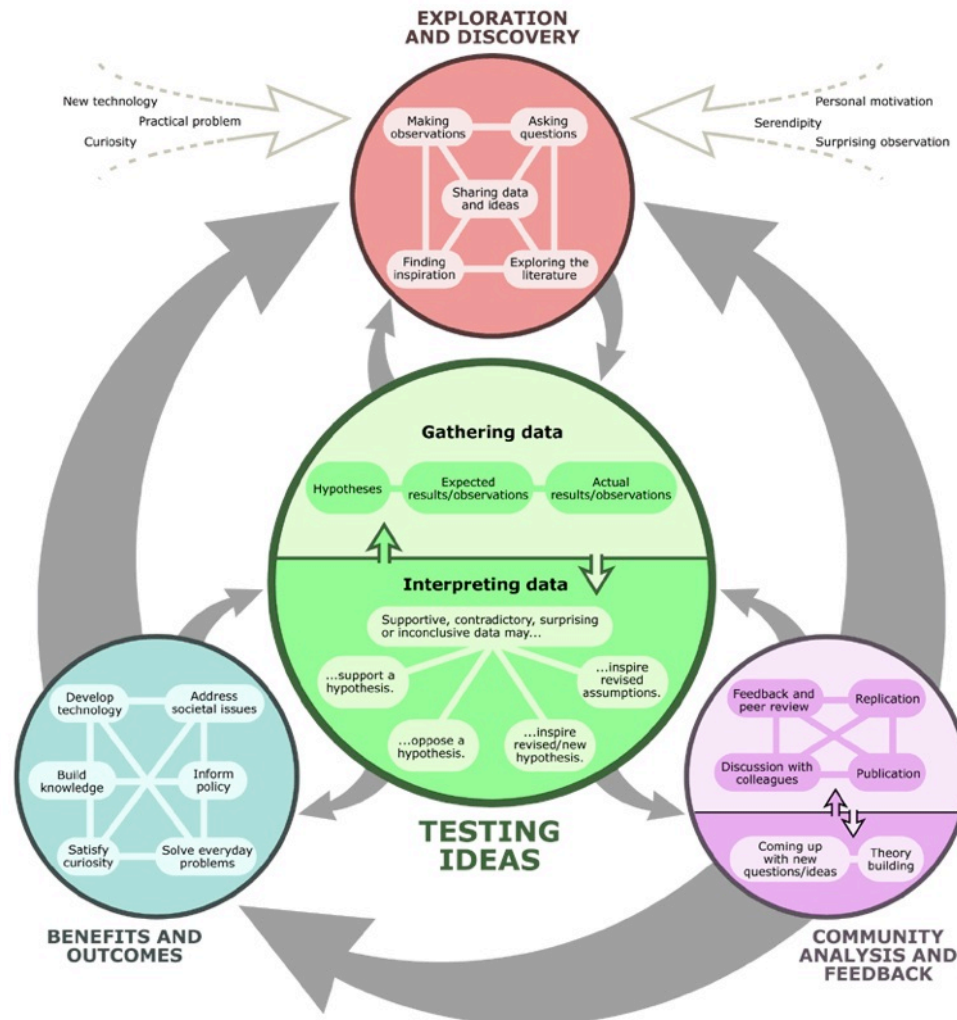 EXPLORATION
AND DISCOVERY
New technology
Practical problem
Curiosity
Personal motivation
Serendipity
Surprising observation
Making
observations
Asking
questions
Sharing data
and ideas
Finding
inspiration
Exploring the
literature
Gathering data
Hypotheses
Expected
results/observations
Actual
results/observations
Interpreting data
Supportive, contradictory, surprising
or inconclusive data may...
...support a
hypothesis.
...inspire
revised
assumptions.
...oppose a
hypothesis.
...inspire
revised/new
hypothesis.
TESTING
IDEAS
Develop
technology
Address
societal issues
Build
knowledge
Inform
policy
Satisfy
curiosity
Solve everyday
problems
BENEFITS AND
OUTCOMES
Feedback and
peer review
Replication
Discussion with
colleagues
Publication
Coming up
with new
questions/ideas
Theory
building
COMMUNITY
ANALYSIS AND
FEEDBACK